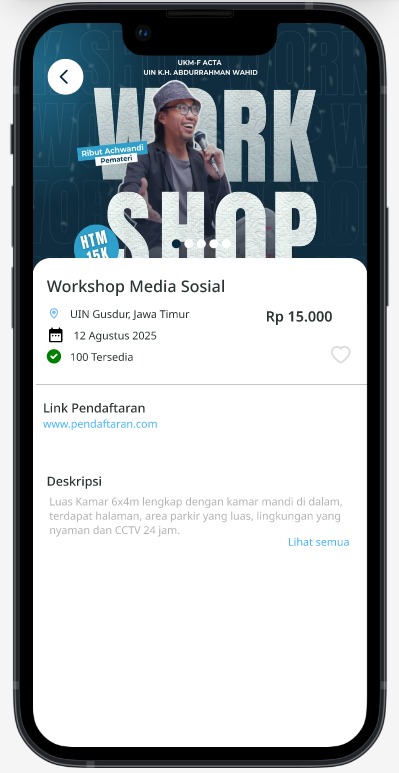 UKM-F ACTA
UIN K.H. ABDURRAHMAN WAHID
WORK
Ribut Achwandi
Pemateri
SHOP
HTM
15K
Workshop Media Sosial
UIN Gusdur, Jawa Timur
Rp 15.000
12 Agustus 2025
100 Tersedia
Link Pendaftaran
www.pendaftaran.com
Deskripsi
Luas Kamar 6x4m lengkap dengan kamar mandi di dalam,
terdapat halaman, area parkir yang luas, lingkungan yang
nyaman dan CCTV 24 jam.
Lihat semua